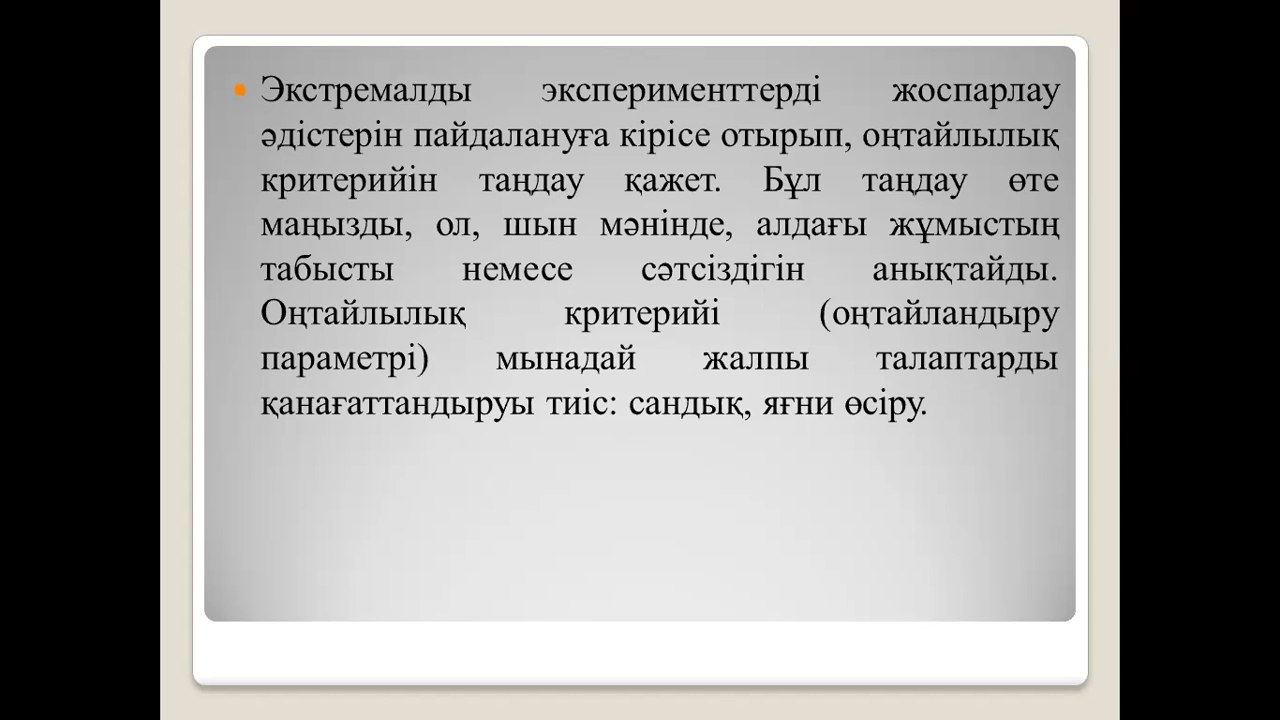 Экстремалды эксперименттерді жоспарлау
әдістерін пайдалануға кірісе отырып, оңтайлылық
критерийін таңдау қажет. Бұл таңдау өте
маңызды, ол, шын мәнінде, алдағы жұмыстың
табысты немесе сәтсіздігін анықтайды.
Оңтайлылық критерийі (оңтайландыру
параметрі) мынадай жалпы талаптарды
қанағаттандыруы тиіс: сандық, яғни өсіру.